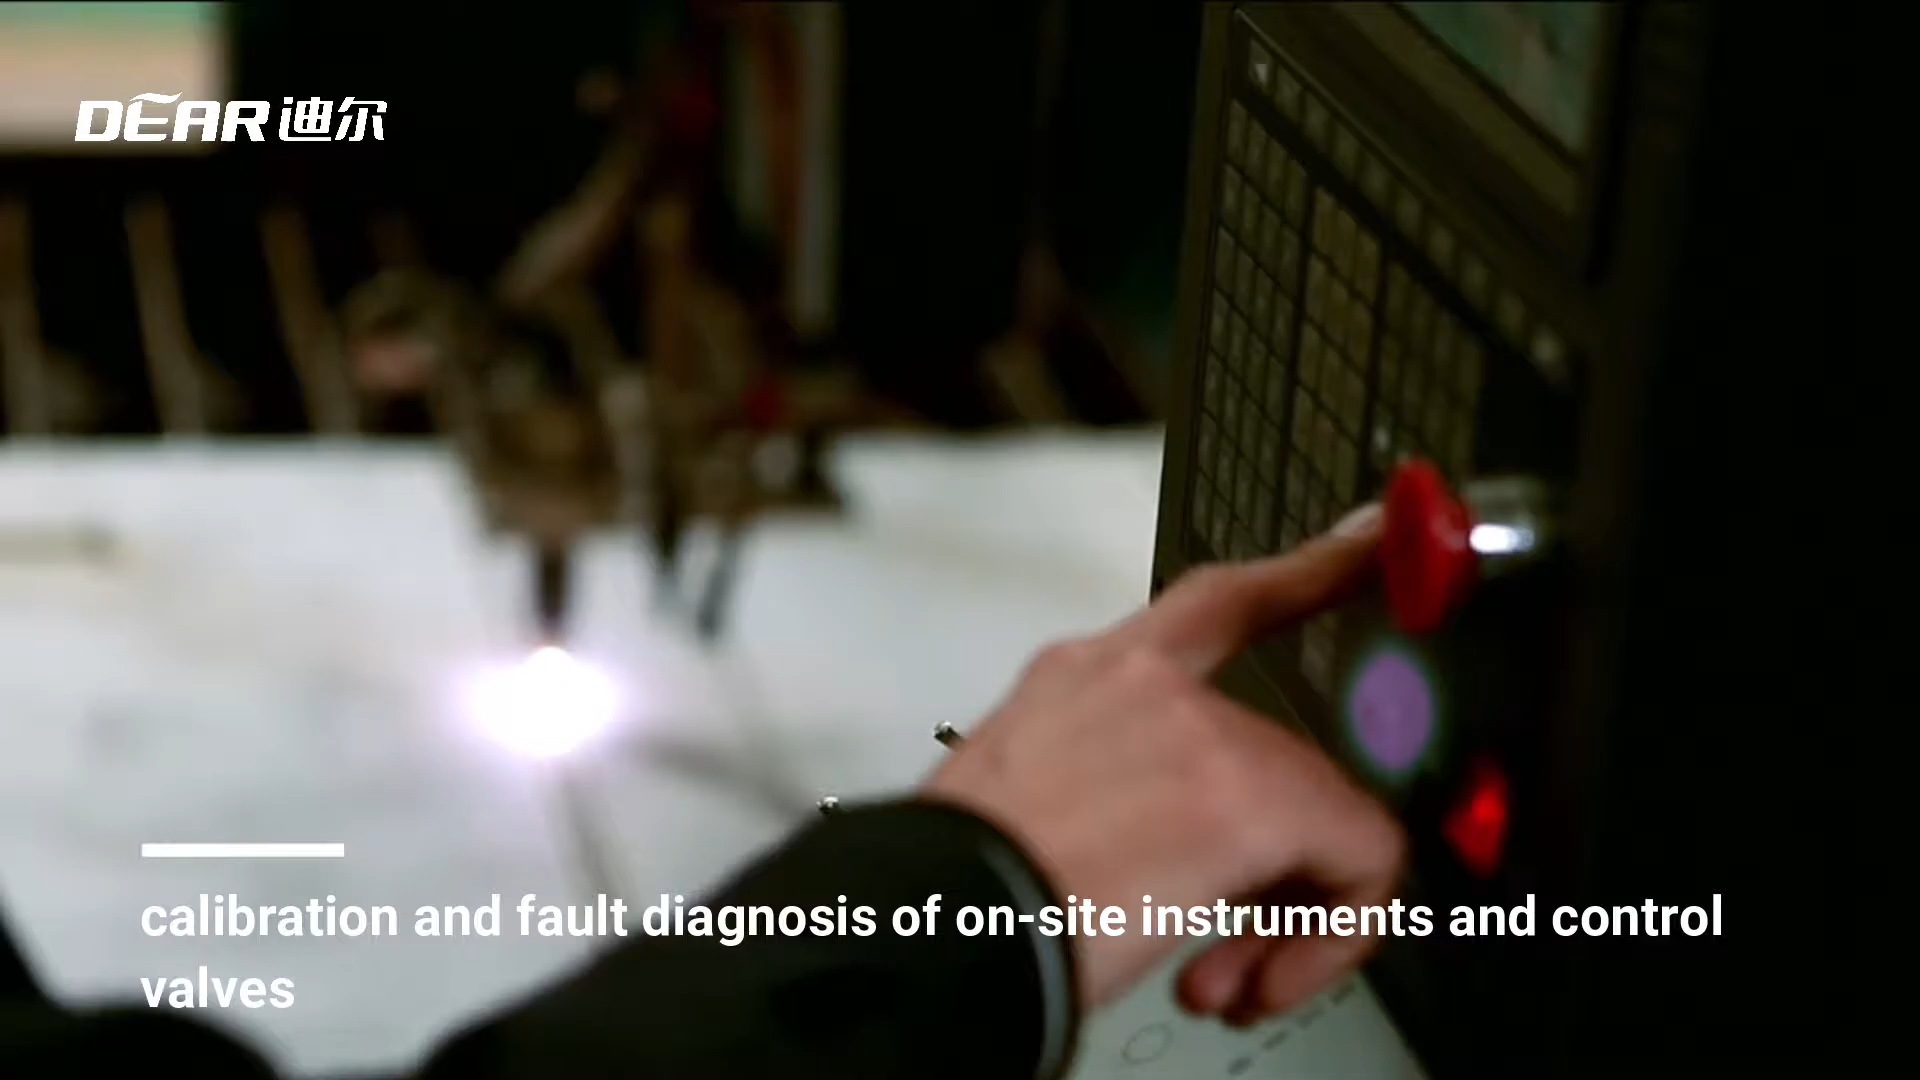 DEAR迪尔
calibration and fault diagnosis of on-site instruments and control
valves